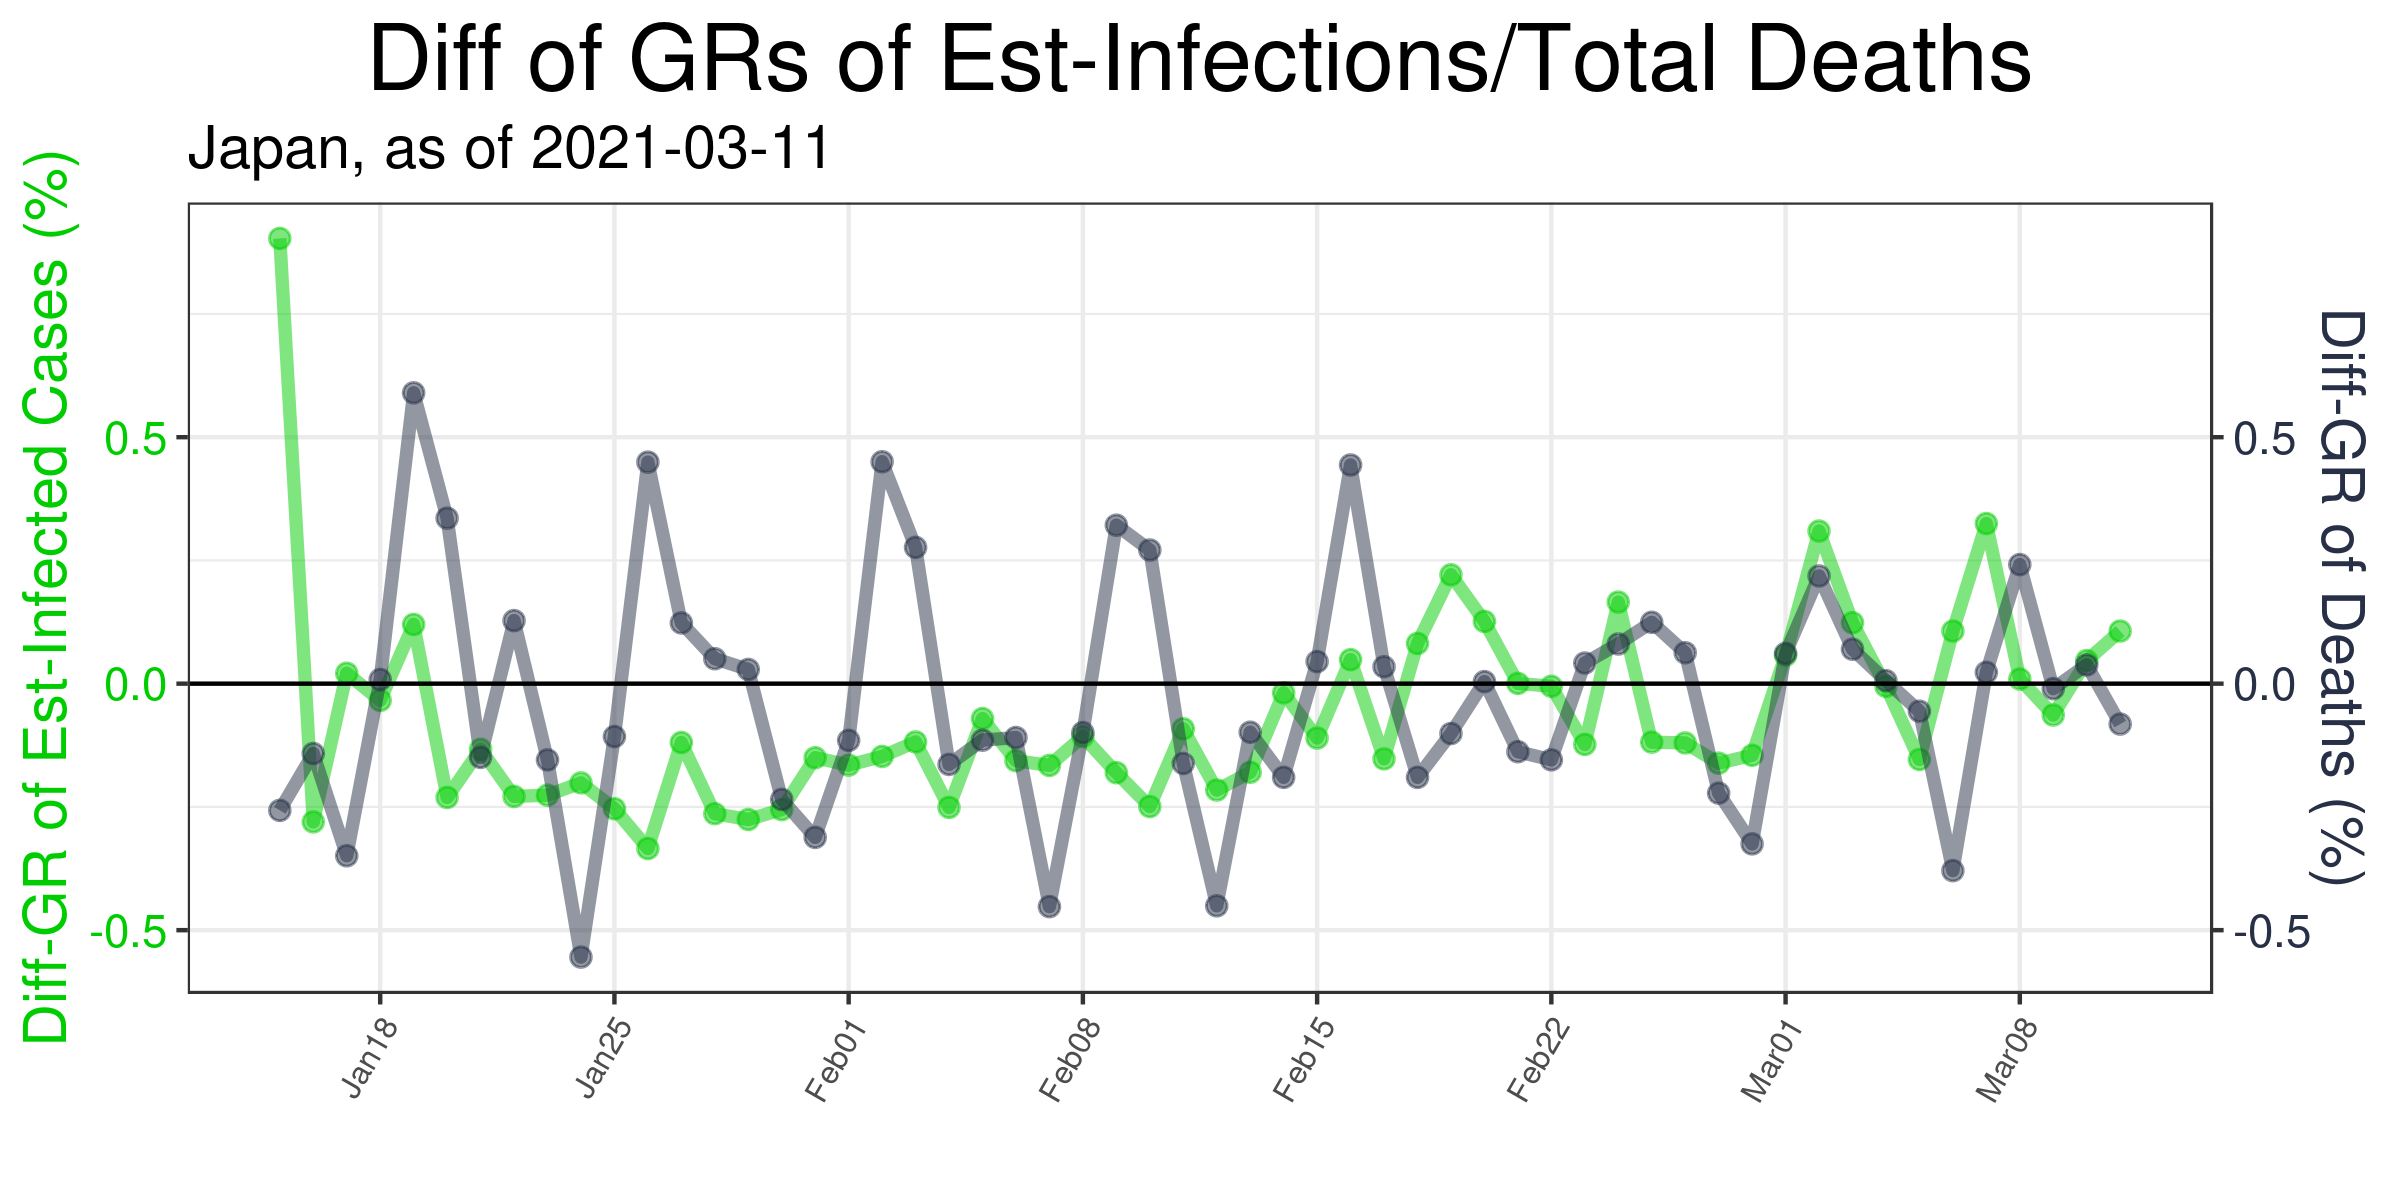 Diff of GRs of Est-Infections/Total Deaths
Japan, as of 2021-03-11
Diff-GR of Est-Infected Cases (%)
0.5
0.0
-0.5
0.5
0.0
-0.5
Diff-GR of Deaths (%)
Jan18
Jan25
Feb01
Feb08
Feb15
Feb22
Mar01
Mar08